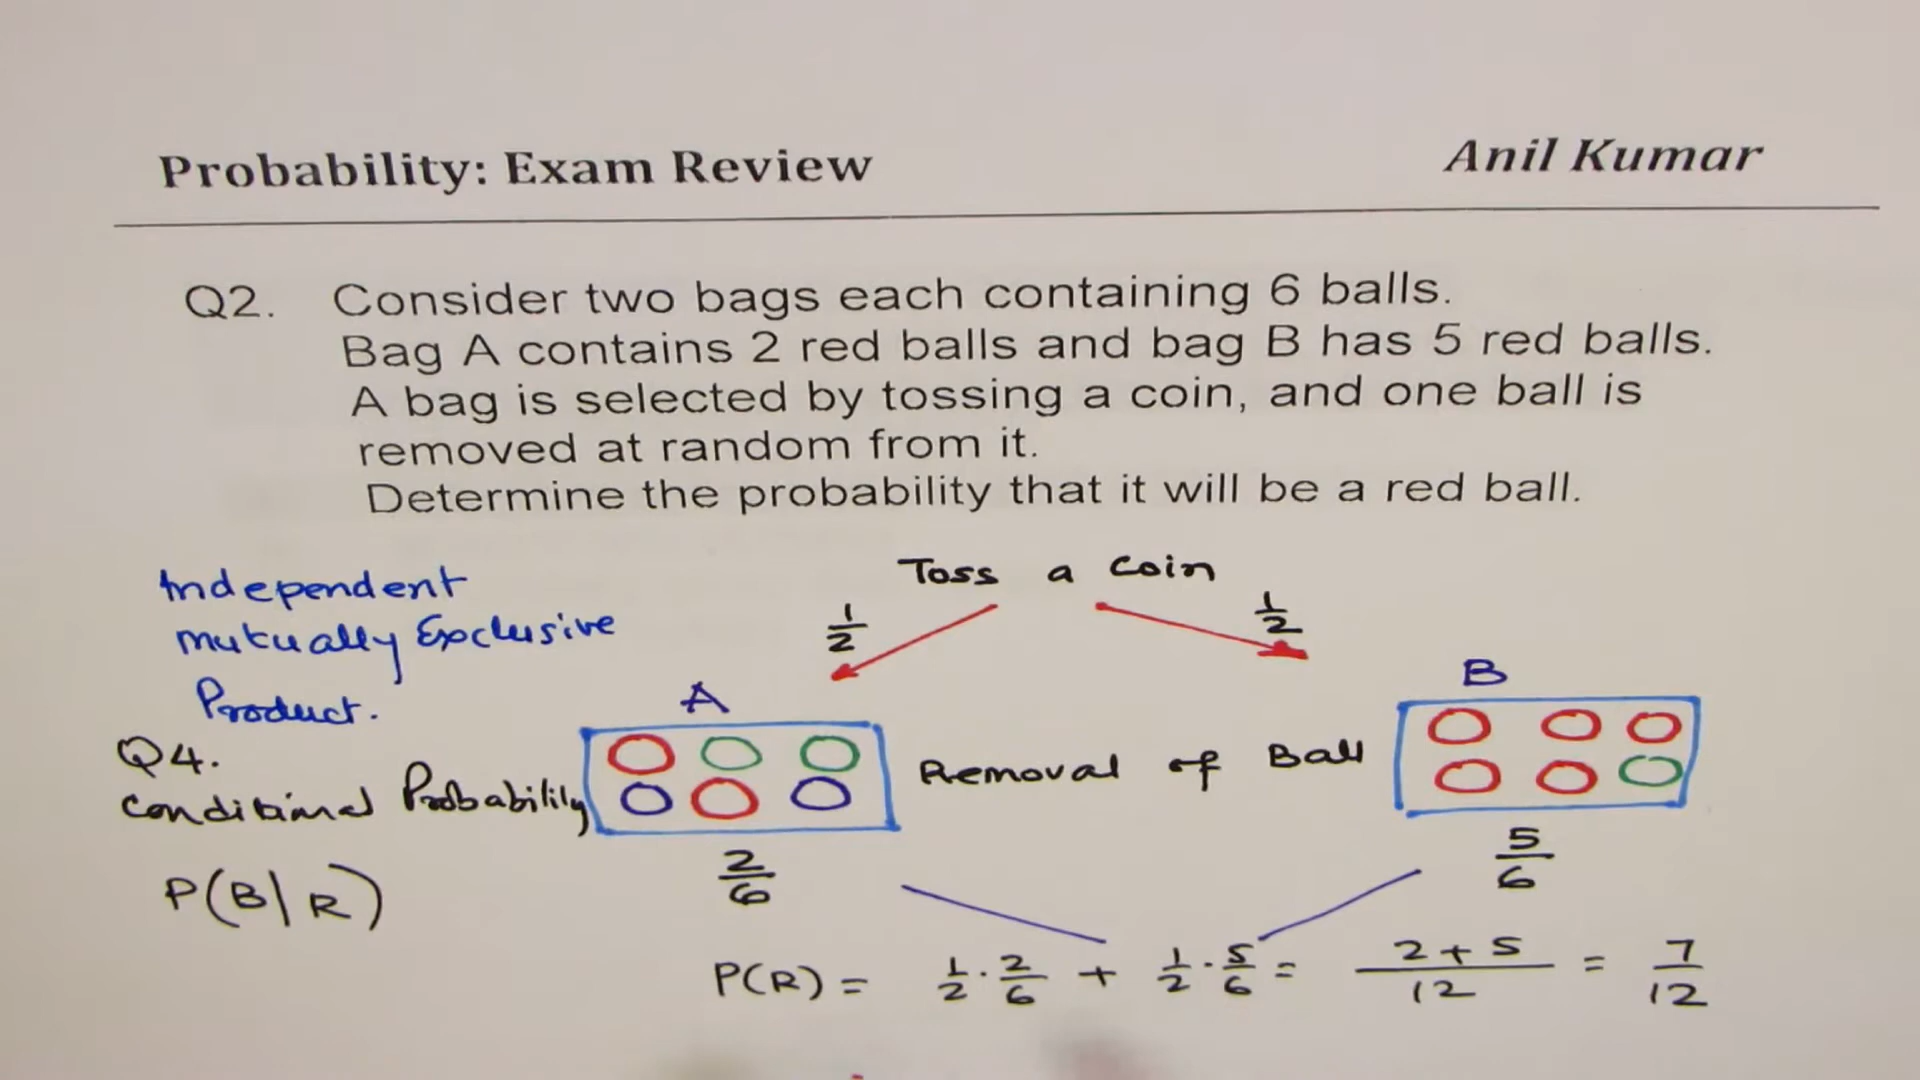 Probability: Exam Review
Anil Kumar
Q2. Consider two bags each containing 6 balls.
Bag A contains 2 red balls and bag B has 5 red balls.
A bag is selected by tossing a coin, and one ball is
removed at random from it.
Determine the probability that it will be a red ball.
Toss a coin
1/2
1/2
Independent
Mutually Exclusive
Product.
A
B
Removal of Ball
Q4.
Conditional Probability
2/6
5/6
P(B|R)
P(R) = 1/2 · 2/6 + 1/2 · 5/6 = 2+5/12 = 7/12